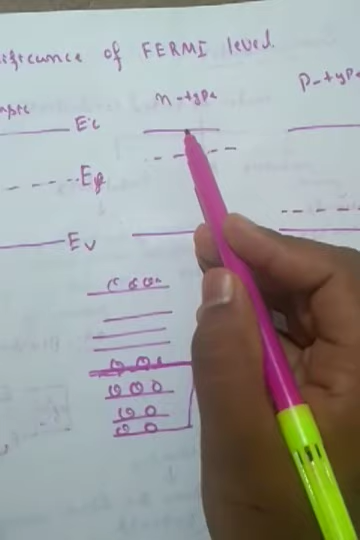 of FERMI level.
n-type
p-type
Ec
Ef
Ev